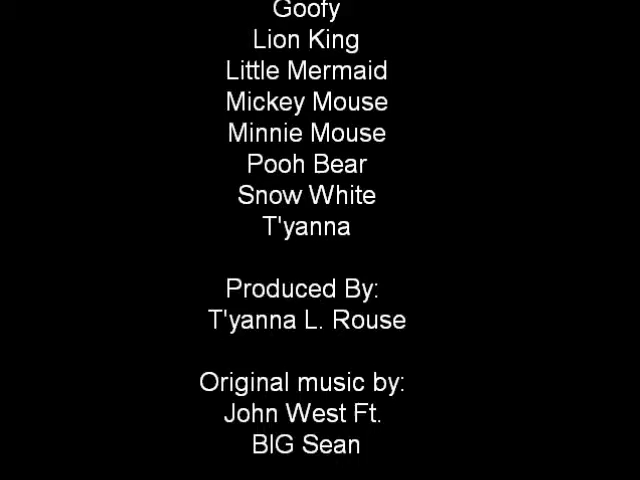 Goofy
Lion King
Little Mermaid
Mickey Mouse
Minnie Mouse
Pooh Bear
Snow White
T'yanna
Produced By:
T'yanna L. Rouse
Original music by:
John West Ft.
BIG Sean